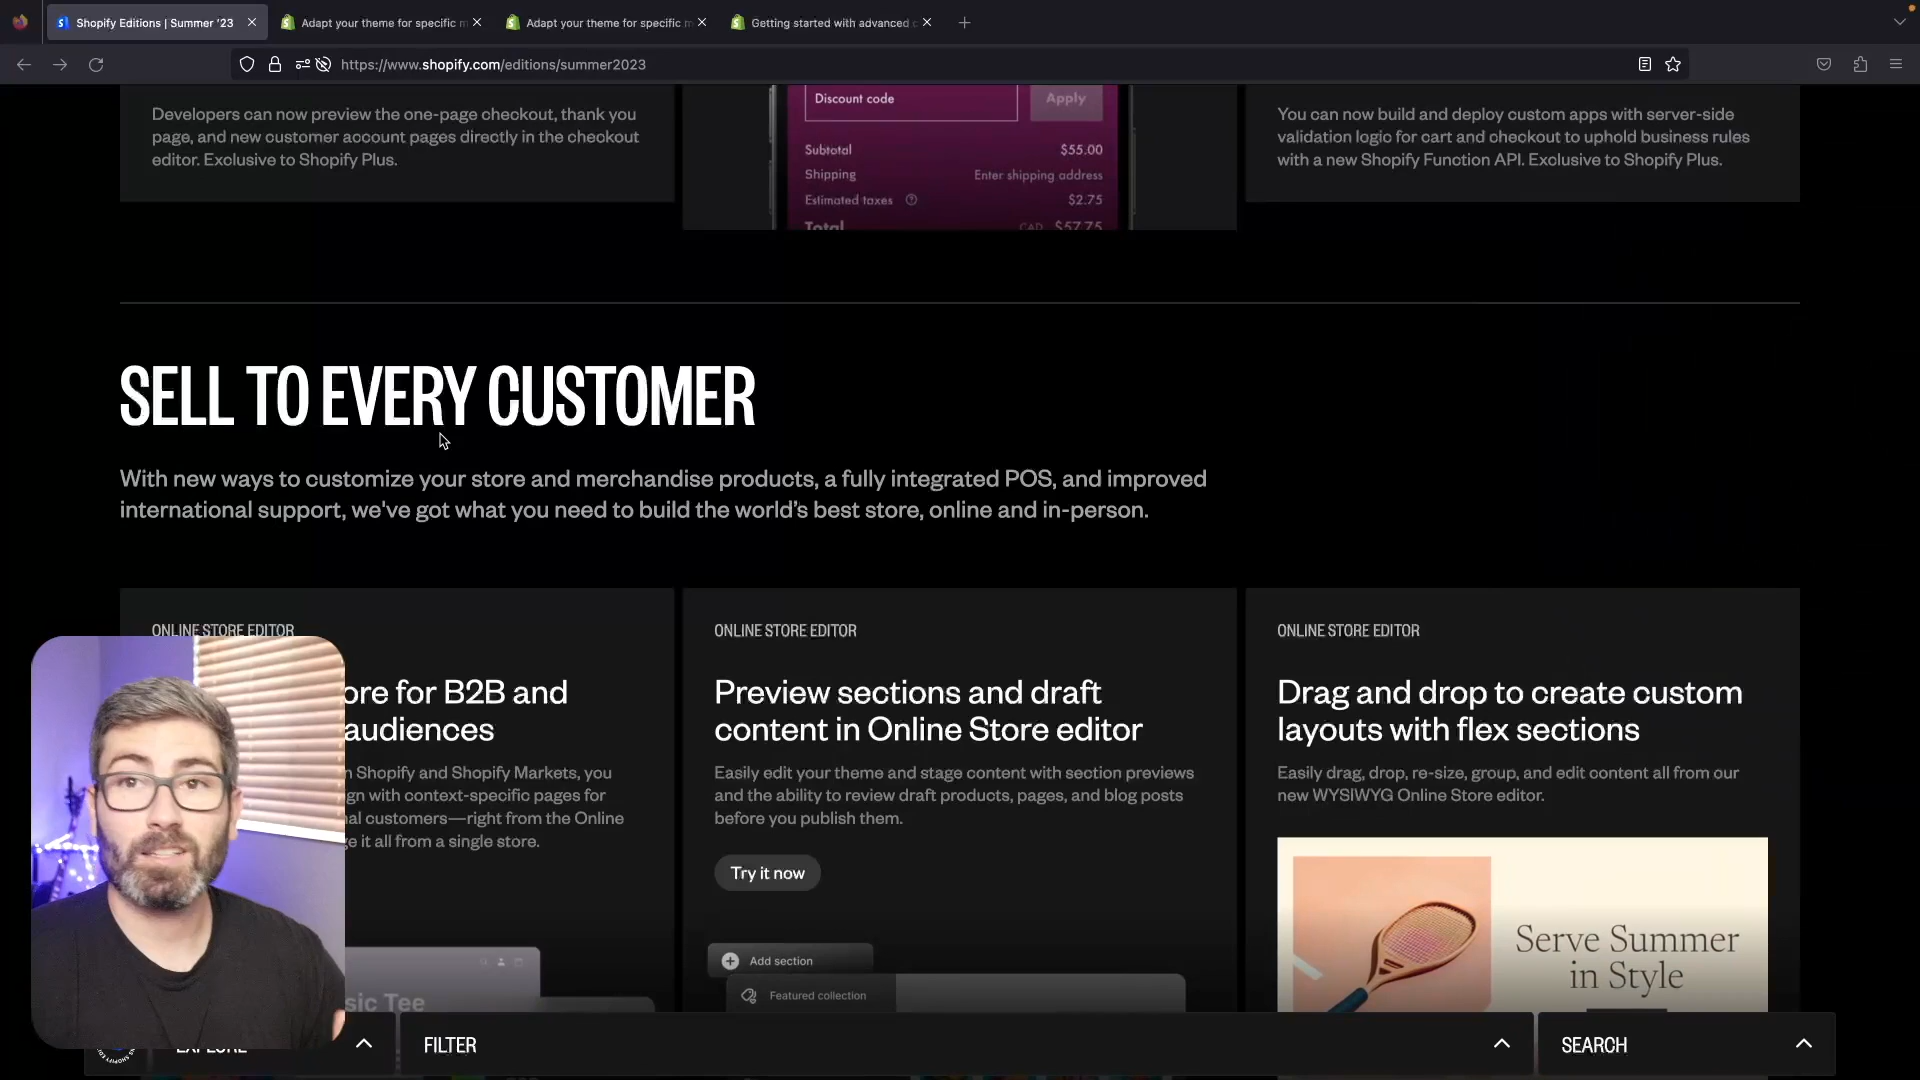 Shopify Editions | Summer '23
Adapt your theme for specific m
Adapt your theme for specific m
Getting started with advanced c
https://www.shopify.com/editions/summer2023
Developers can now preview the one-page checkout, thank you
page, and new customer account pages directly in the checkout
editor. Exclusive to Shopify Plus.
Discount code
Apply
Subtotal
$55.00
Shipping
Enter shipping address
Estimated taxes
$2.75
Total
CAD
$57.75
You can now build and deploy custom apps with server-side
validation logic for cart and checkout to uphold business rules
with a new Shopify Function API. Exclusive to Shopify Plus.
SELL TO EVERY CUSTOMER
With new ways to customize your store and merchandise products, a fully integrated POS, and improved
international support, we've got what you need to build the world's best store, online and in-person.
ONLINE STORE EDITOR
ore for B2B and
audiences
n Shopify and Shopify Markets, you
gn with context-specific pages for
al customers—right from the Online
e it all from a single store.
sic Tee
ONLINE STORE EDITOR
Preview sections and draft
content in Online Store editor
Easily edit your theme and stage content with section previews
and the ability to review draft products, pages, and blog posts
before you publish them.
Try it now
Add section
Featured collection
ONLINE STORE EDITOR
Drag and drop to create custom
layouts with flex sections
Easily drag, drop, re-size, group, and edit content all from our
new WYSIWYG Online Store editor.
Serve Summer
in Style
EXPLORE
FILTER
SEARCH